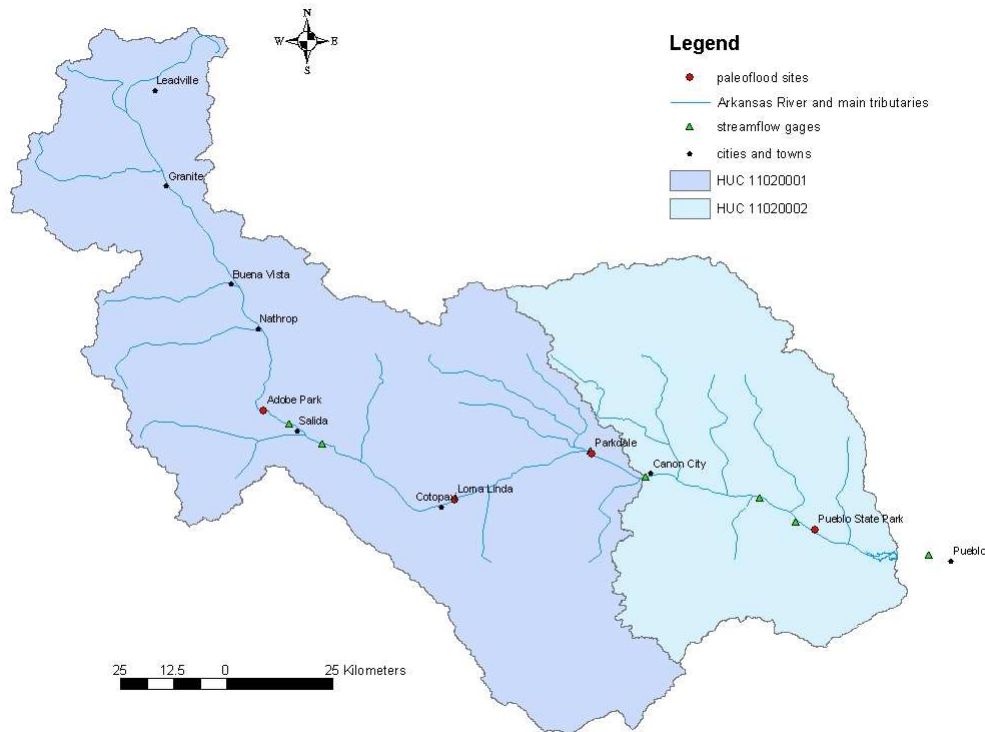 N
W E
S
Legend
paleoflood sites
Arkansas River and main tributaries
streamflow gages
cities and towns
HUC 11020001
HUC 11020002
Leadville
Granite
Buena Vista
Nathrop
Adobe Park
Salida
Parkdale
Canon City
Loma Linda
Cotopaxi
Pueblo State Park
Pueblo
25 12.5 0 25 Kilometers